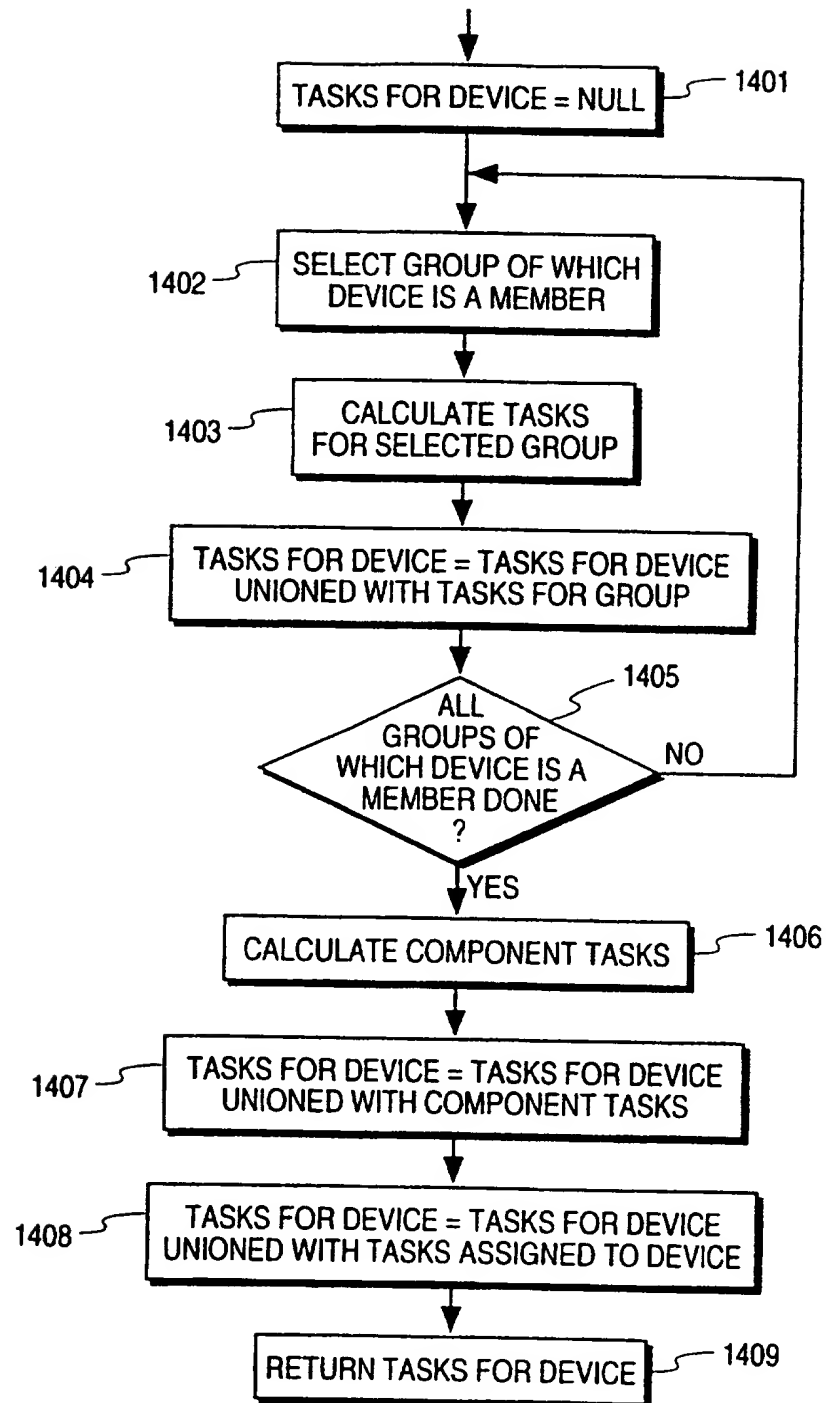 TASKS FOR DEVICE = NULL
1401
SELECT GROUP OF WHICH
DEVICE IS A MEMBER
1402
CALCULATE TASKS
FOR SELECTED GROUP
1403
TASKS FOR DEVICE = TASKS FOR DEVICE
UNIONED WITH TASKS FOR GROUP
1404
1405
ALL
GROUPS OF
WHICH DEVICE IS A
MEMBER DONE
?
NO
YES
CALCULATE COMPONENT TASKS
1406
TASKS FOR DEVICE = TASKS FOR DEVICE
UNIONED WITH COMPONENT TASKS
1407
TASKS FOR DEVICE = TASKS FOR DEVICE
UNIONED WITH TASKS ASSIGNED TO DEVICE
1408
RETURN TASKS FOR DEVICE
1409